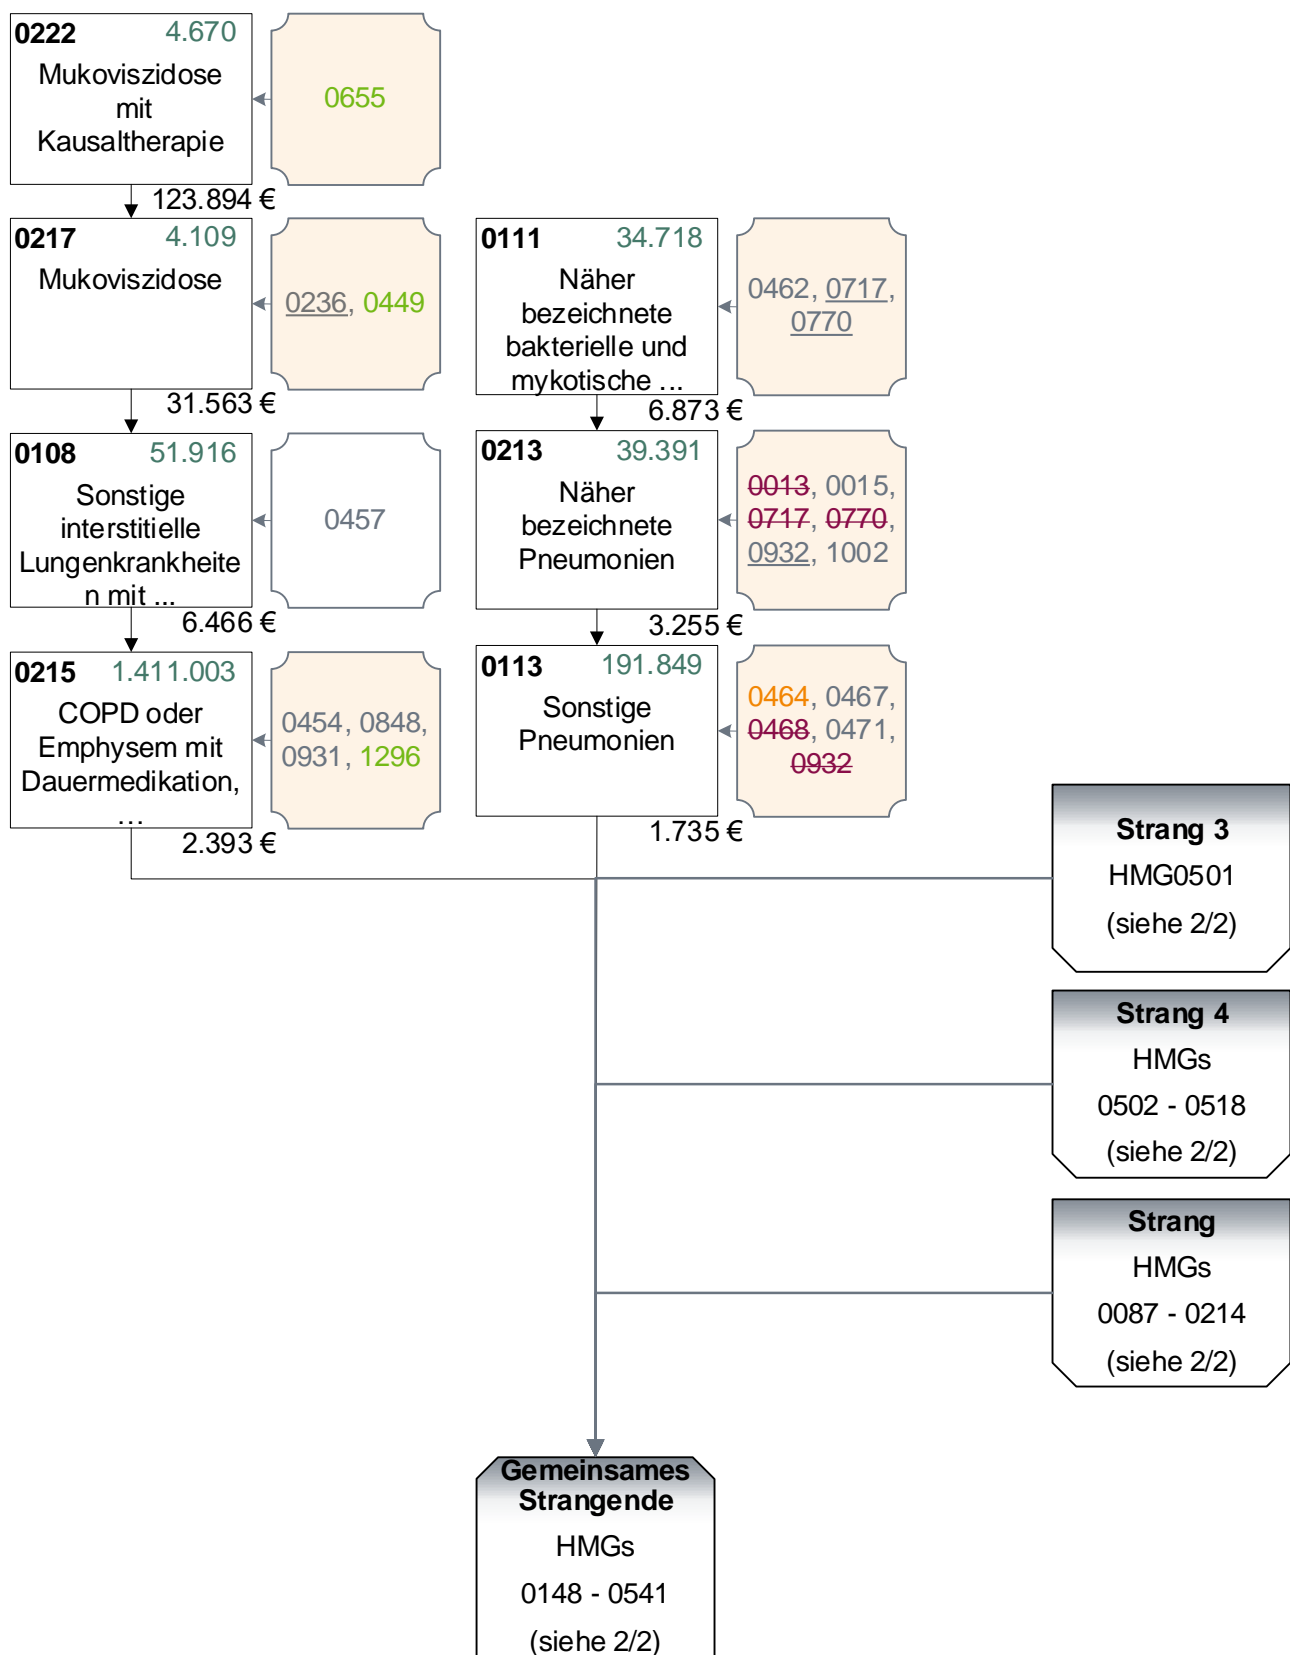 0222 4.670
Mukoviszidose
mit
Kausaltherapie
0655
123.894 €
0217 4.109
Mukoviszidose
0236, 0449
31.563 €
0108 51.916
Sonstige
interstitielle
Lungenkrankheite
n mit ...
0457
6.466 €
0215 1.411.003
COPD oder
Emphysem mit
Dauermedikation,
...
0454, 0848,
0931, 1296
2.393 €
0111 34.718
Näher
bezeichnete
bakterielle und
mykotische ...
0462, 0717,
0770
6.873 €
0213 39.391
Näher
bezeichnete
Pneumonien
0013, 0015,
0717, 0770,
0932, 1002
3.255 €
0113 191.849
Sonstige
Pneumonien
0464, 0467,
0468, 0471,
0932
1.735 €
Strang 3
HMG0501
(siehe 2/2)
Strang 4
HMGs
0502 - 0518
(siehe 2/2)
Strang
HMGs
0087 - 0214
(siehe 2/2)
Gemeinsames
Strangende
HMGs
0148 - 0541
(siehe 2/2)